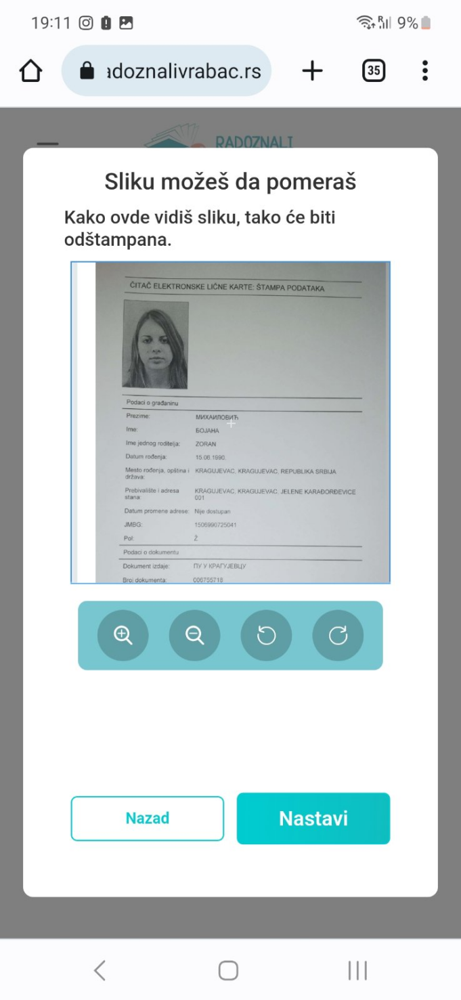 19:11
9%
adoznalivrabac.rs
35
RADOZNALI
Sliku možeš da pomeraš
Kako ovde vidiš sliku, tako će biti
odštampana.
ČITAČ ELEKTRONSKE LIČNE KARTE: ŠTAMPA PODATAKA
Podaci o građaninu
Prezime: МИХАИЛОВИЋ
Ime: БОЈАНА
Ime jednog roditelja: ZORAN
Datum rođenja: 15.06.1990.
Mesto rođenja, opština i država: KRAGUJEVAC, KRAGUJEVAC, REPUBLIKA SRBIJA
Prebivalište i adresa stana: KRAGUJEVAC, KRAGUJEVAC, JELENE KARAĐORĐEVICE 001
Datum promene adrese: Nije dostupan
JMBG: 1506990725041
Pol: Ž
Podaci o dokumentu
Dokument izdaje: ПУ У КРАГУЈЕВЦУ
Broj dokumenta: 006755718
Nazad
Nastavi